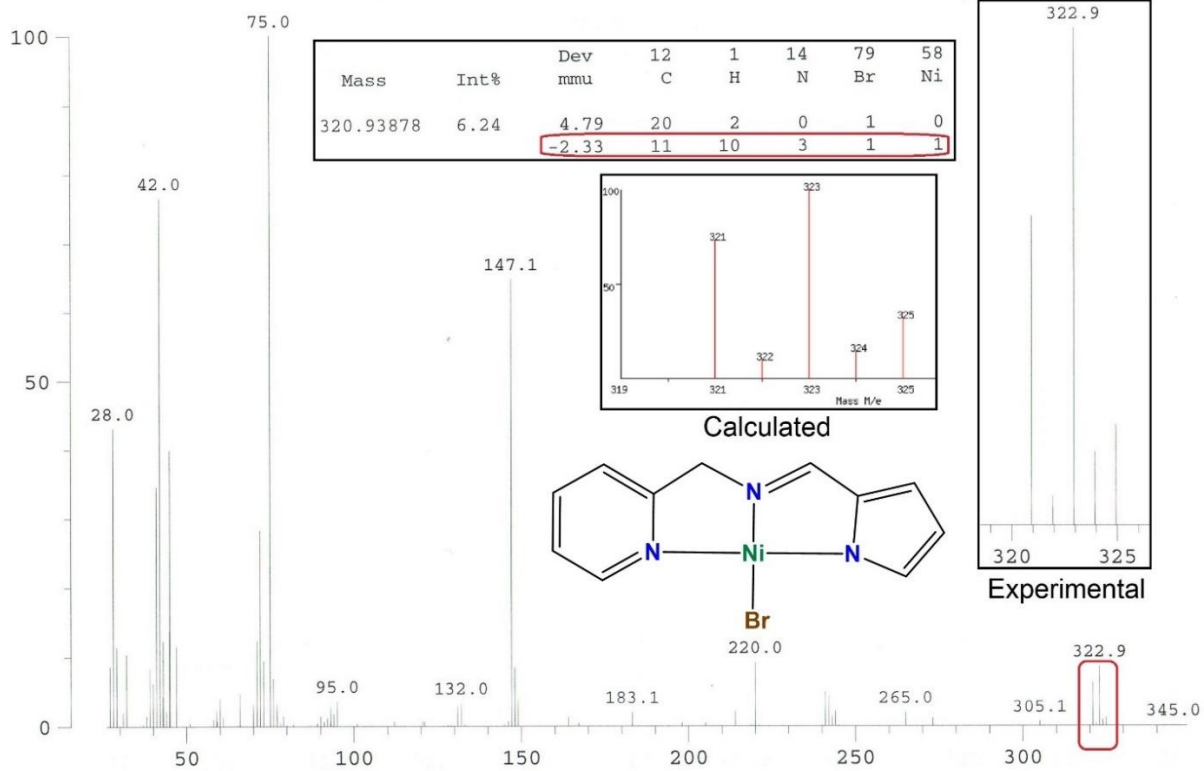 75.0
322.9
100
Dev 12 1 14 79 58
Mass Int% mmu C H N Br Ni
320.93878 6.24 4.79 20 2 0 1 0
-2.33 11 10 3 1 1
42.0
100
323
321
147.1
50
325
322
324
319 321 323 325
Mass M/e
50
28.0
Calculated
N
N Ni N
Br
320 325
Experimental
220.0
322.9
95.0
132.0
183.1
265.0
305.1
345.0
0
50 100 150 200 250 300